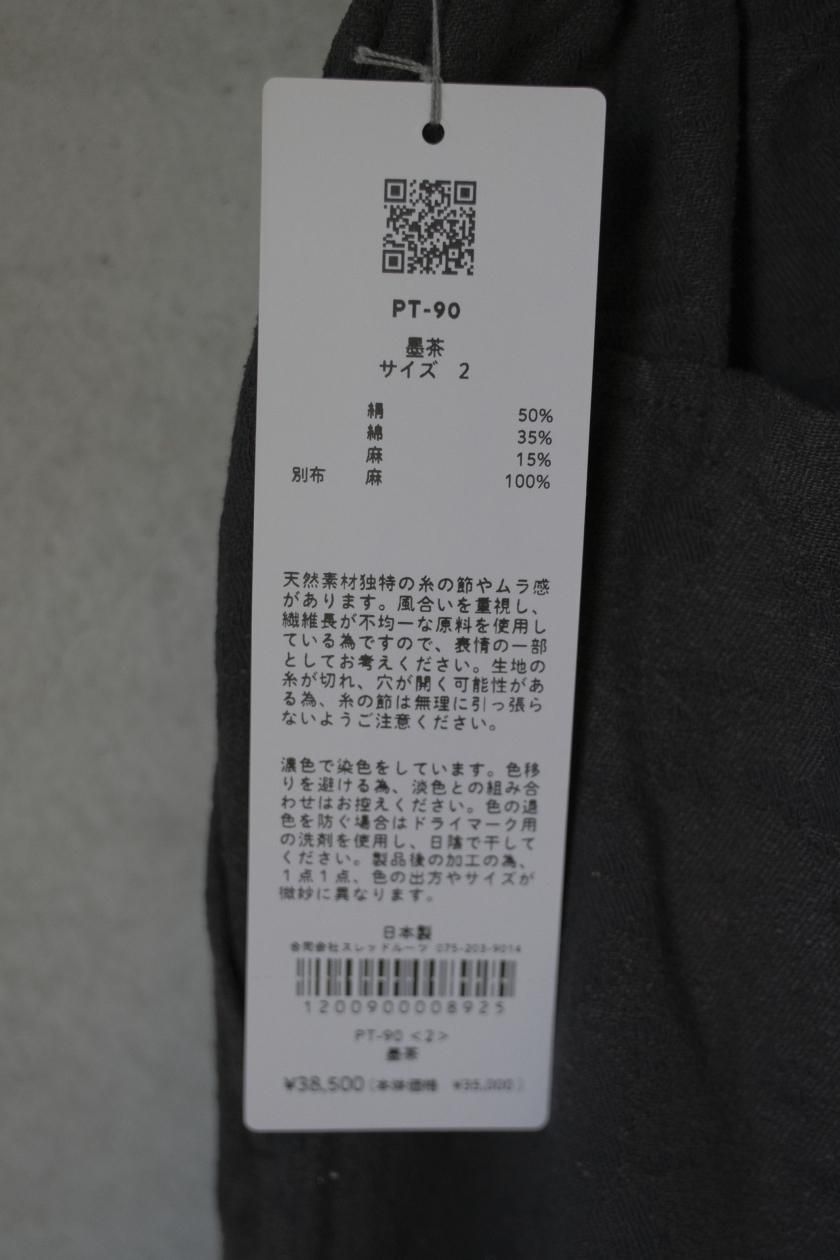 PT-90
墨茶
サイズ 2
絹 50%
綿 35%
麻 15%
別布 麻 100%
天然素材独特の糸の節やムラ感
があります。風合いを重視し、
繊維長が不均一な原料を使用し
ている為ですので、表情の一部
としてお考えください。生地の
糸が切れ、穴が開く可能性があ
る為、糸の節は無理に引っ張ら
ないようご注意ください。
濃色で染色をしています。色移
りを避ける為、淡色との組み合
わせはお控えください。色の退
色を防ぐ場合はドライマーク用
の洗剤を使用し、日陰で干して
ください。製品後の加工の為、
1点1点、色の出方やサイズが
微妙に異なります。
日本製
合同会社スレッドルーツ 075-203-9014
1200900008925
PT-90 <2>
墨茶
¥38,500(本体価格 ¥35,000)